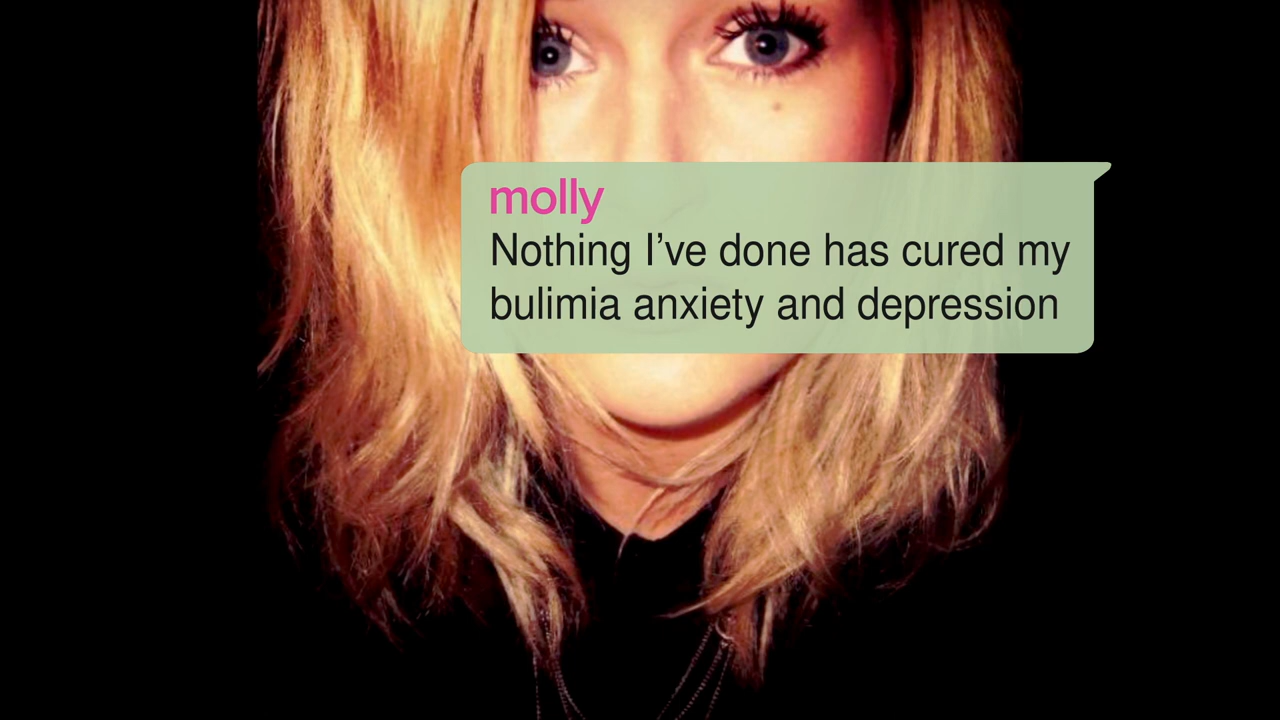 molly
Nothing I’ve done has cured my
bulimia anxiety and depression